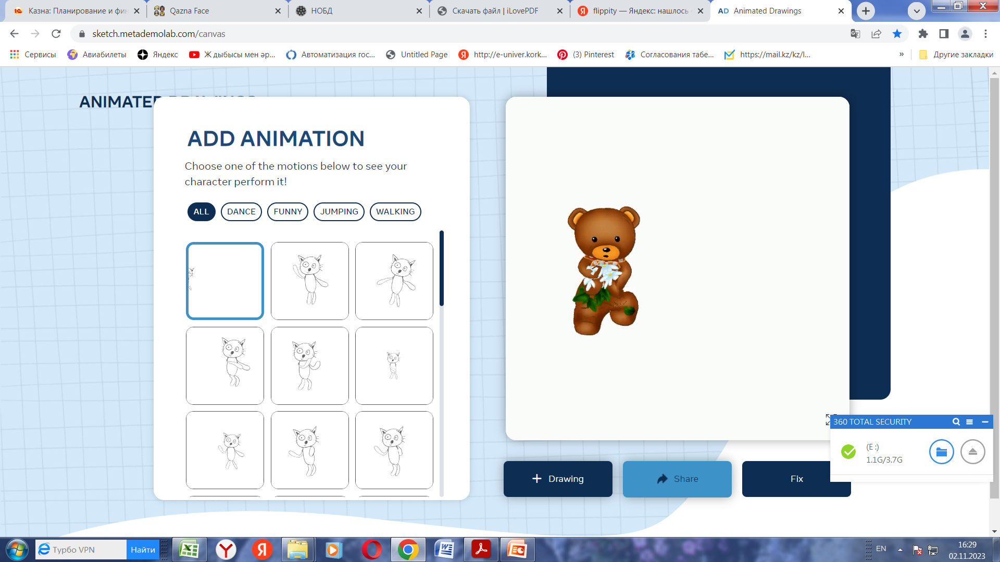 Казна: Планирование и фин
Qazna Face
НОБД
Скачать файл | iLovePDF
flippity — Яндекс: нашлось
AD Animated Drawings
sketch.metademolab.com/canvas
Сервисы
Авиабилеты
Яндекс
Ж дыбысы мен әр...
Автоматизация гос...
Untitled Page
http://e-univer.kork...
(3) Pinterest
Согласования табе...
https://mail.kz/kz/l...
»
Другие закладки
ANIMATED DRAWINGS
ADD ANIMATION
Choose one of the motions below to see your
character perform it!
ALL
DANCE
FUNNY
JUMPING
WALKING
360 TOTAL SECURITY
(E :)
1.1G/3.7G
+ Drawing
Share
Fix
Турбо VPN
Найти
EN
16:29
02.11.2023